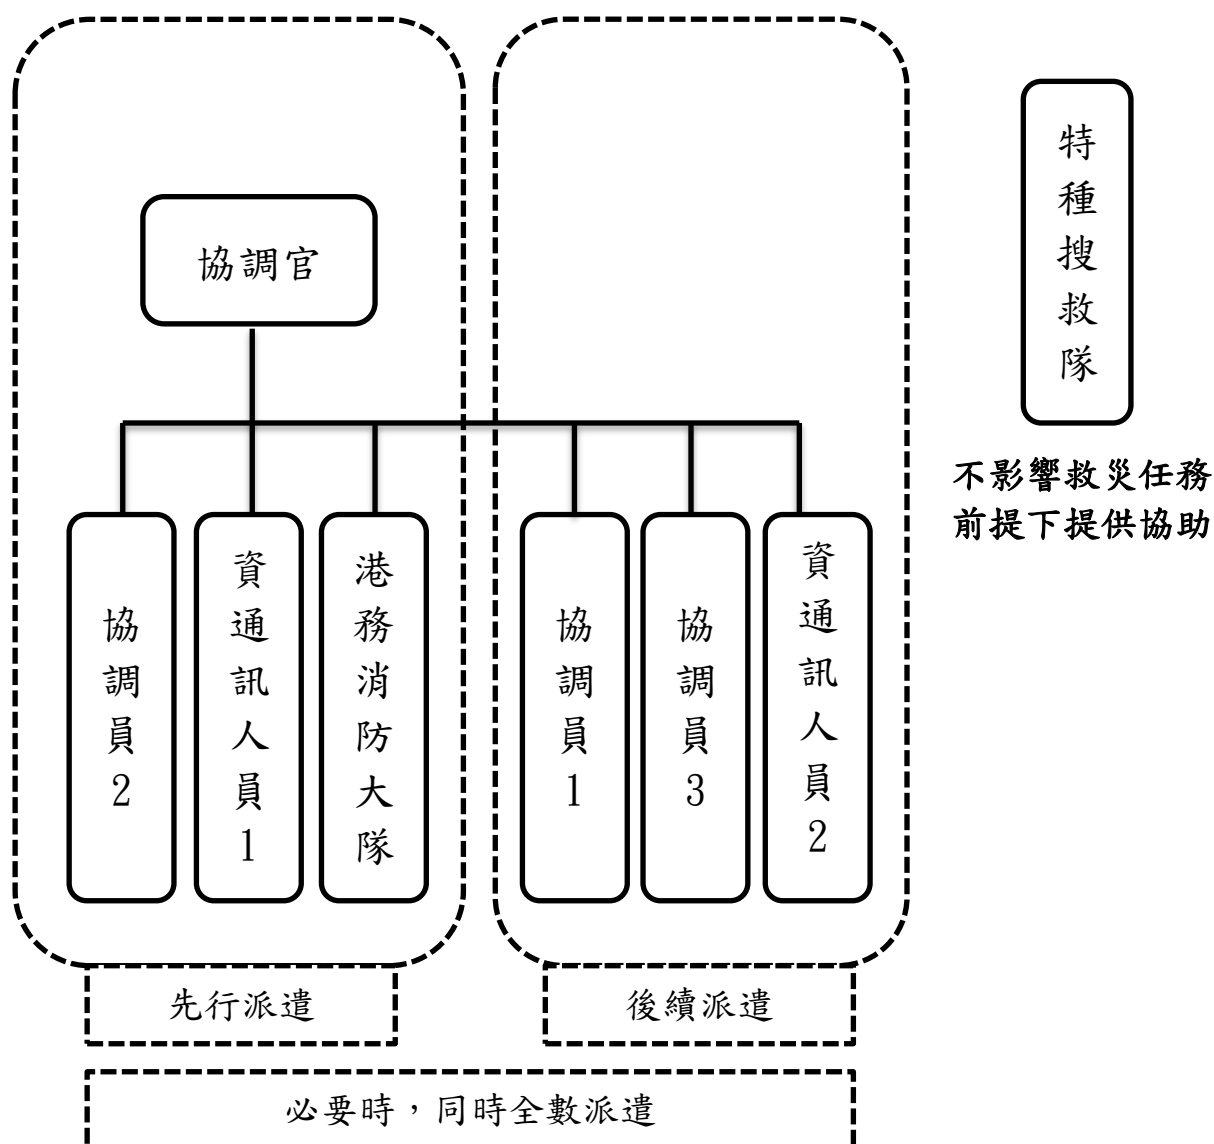 特種搜救隊
協調官
不影響救災任務
前提下提供協助
協調員2
資通訊人員1
港務消防大隊
協調員1
協調員3
資通訊人員2
先行派遣
後續派遣
必要時，同時全數派遣